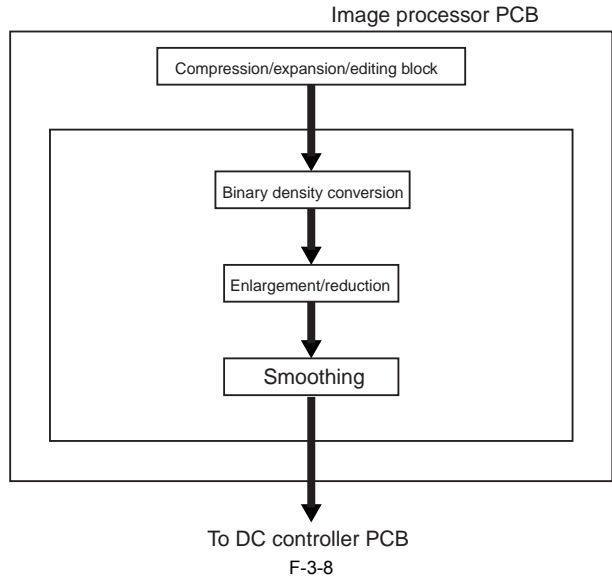 Image processor PCB
Compression/expansion/editing block
Binary density conversion
Enlargement/reduction
Smoothing
To DC controller PCB
F-3-8